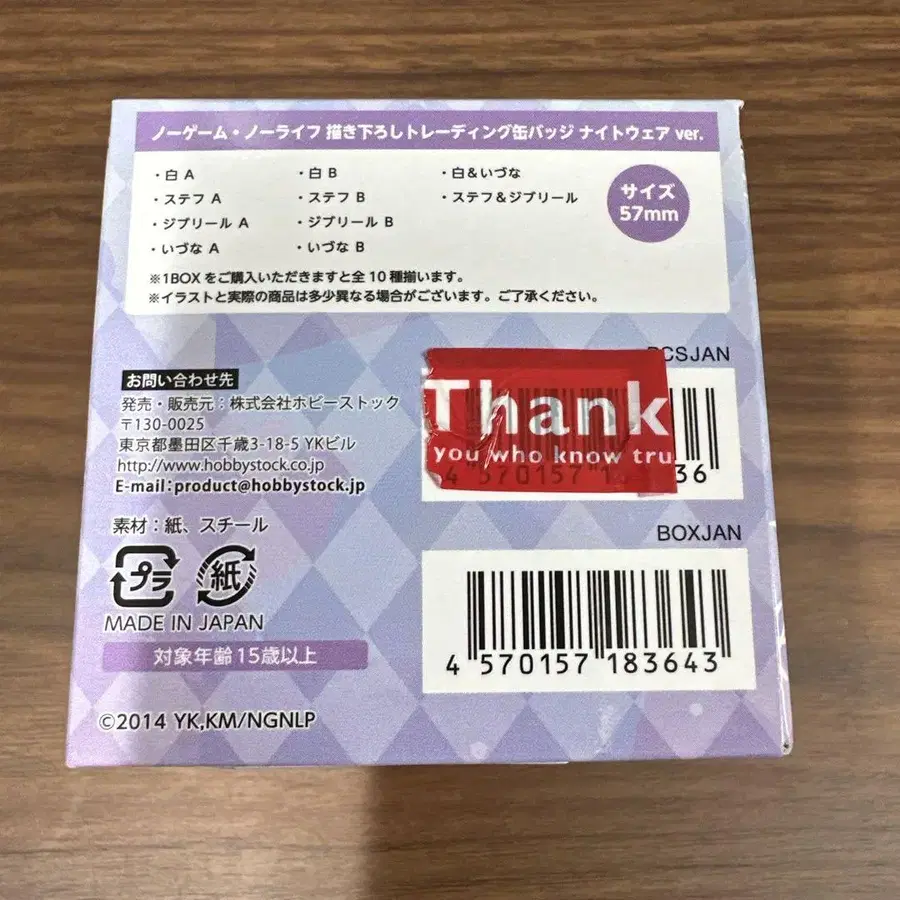 ノーゲーム・ノーライフ 描き下ろしトレーディング缶バッジ ナイトウェア ver.
・白 A ・白 B ・白&いづな
・ステフ A ・ステフ B ・ステフ&ジブリール
・ジブリール A ・ジブリール B
・いづな A ・いづな B
サイズ
57mm
※1BOXをご購入いただきますと全10種揃います。
※イラストと実際の商品は多少異なる場合がございます。ご了承ください。
お問い合わせ先
発売・販売元：株式会社ホビーストック
〒130-0025
東京都墨田区千歳3-18-5 YKビル
http://www.hobbystock.co.jp
E-mail：product@hobbystock.jp
素材：紙、スチール
プラ
紙
MADE IN JAPAN
対象年齢15歳以上
©2014 YK,KM/NGNLP
PCSJAN
Thank
you who know tru
4 570157 1 36
BOXJAN
4 570157 183643